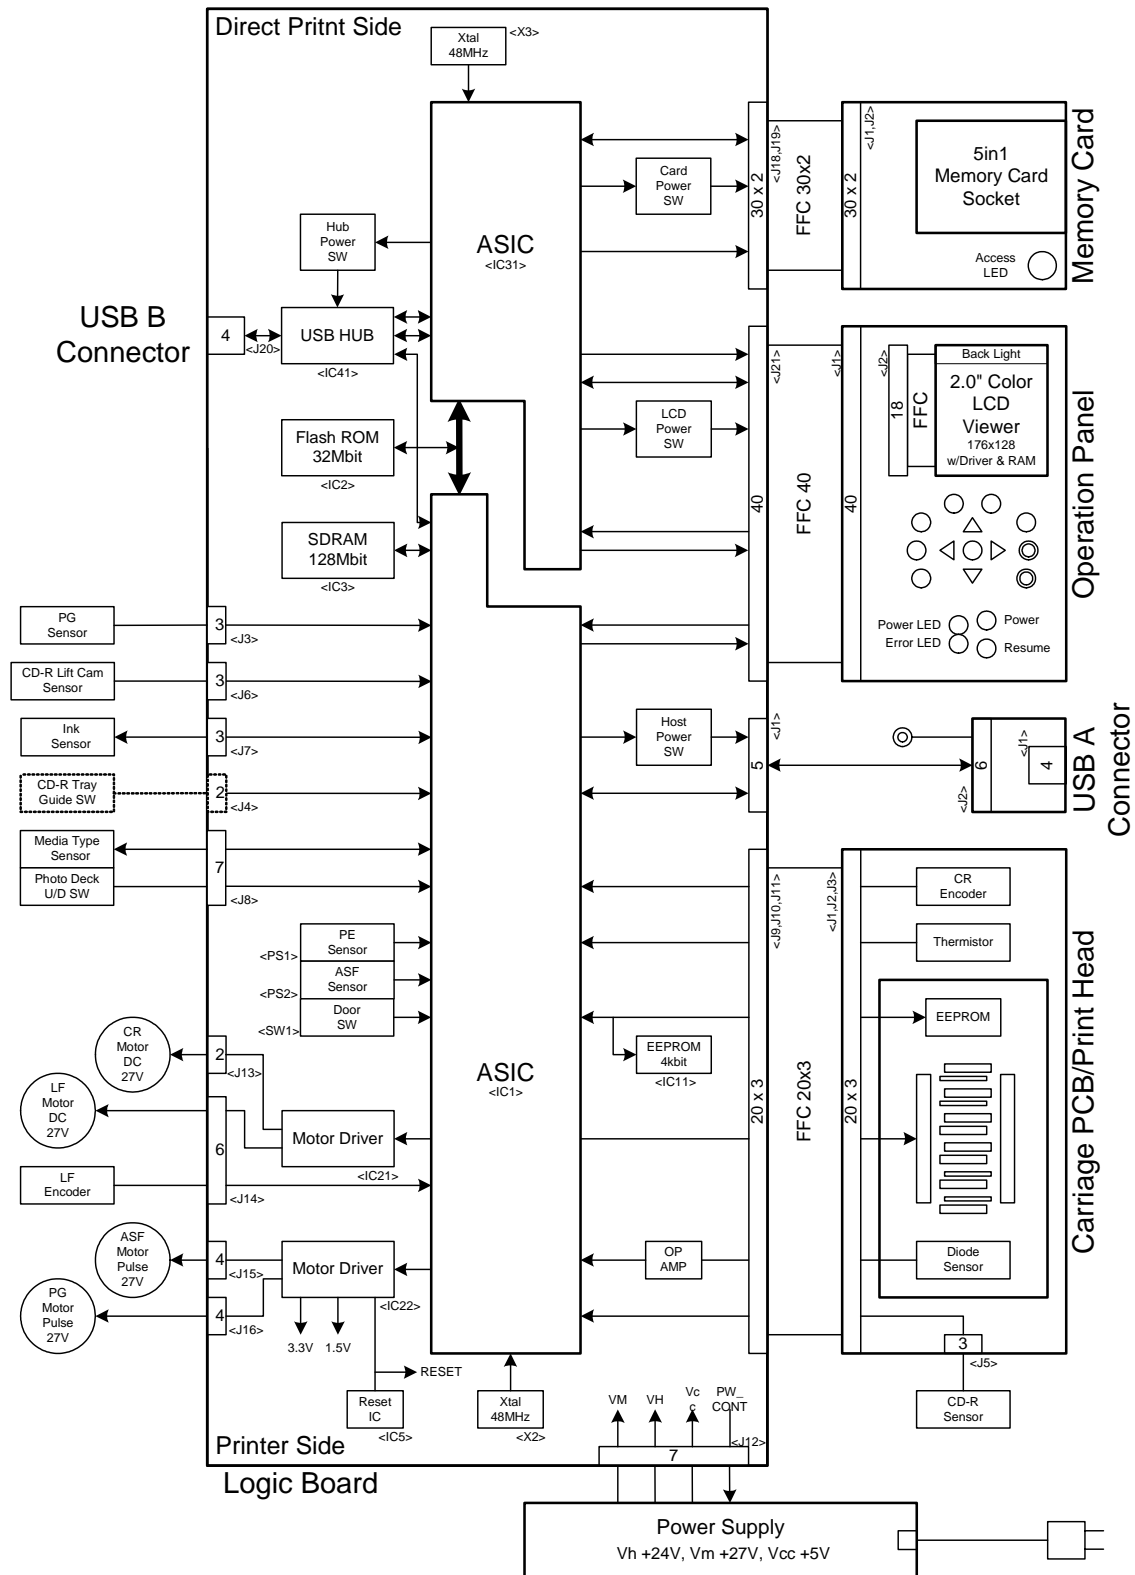 Direct Pritnt Side
Xtal
48MHz
<X3>
ASIC
<IC31>
Card
Power
SW
30 x 2
<J18,J19>
FFC 30x2
30 x 2
<J1,J2>
5in1
Memory Card
Socket
Access
LED
Memory Card
Hub
Power
SW
USB B
Connector
4
<J20>
USB HUB
<IC41>
Flash ROM
32Mbit
<IC2>
SDRAM
128Mbit
<IC3>
LCD
Power
SW
40
<J21>
FFC 40
<J1>
40
<J2>
18
FFC
Back Light
2.0" Color
LCD
Viewer
176x128
w/Driver & RAM
Power LED
Error LED
Power
Resume
Operation Panel
PG
Sensor
3
<J3>
CD-R Lift Cam
Sensor
3
<J6>
Ink
Sensor
3
<J7>
CD-R Tray
Guide SW
2
<J4>
Media Type
Sensor
Photo Deck
U/D SW
7
<J8>
Host
Power
SW
5
<J1>
6
<J2>
<J1>
4
USB A
Connector
PE
Sensor
<PS1>
ASF
Sensor
<PS2>
Door
SW
<SW1>
ASIC
<IC1>
EEPROM
4kbit
<IC11>
20 x 3
<J9,J10,J11>
FFC 20x3
<J1,J2,J3>
20 x 3
CR
Encoder
Thermistor
EEPROM
Diode
Sensor
Carriage PCB/Print Head
3
<J5>
CD-R
Sensor
CR
Motor
DC
27V
2
<J13>
LF
Motor
DC
27V
6
Motor Driver
<IC21>
LF
Encoder
<J14>
OP
AMP
ASF
Motor
Pulse
27V
4
<J15>
Motor Driver
<IC22>
PG
Motor
Pulse
27V
4
<J16>
3.3V
1.5V
RESET
Reset
IC
<IC5>
Xtal
48MHz
<X2>
VM
VH
Vc
c
PW_
CONT
<J12>
7
Printer Side
Logic Board
Power Supply
Vh +24V, Vm +27V, Vcc +5V